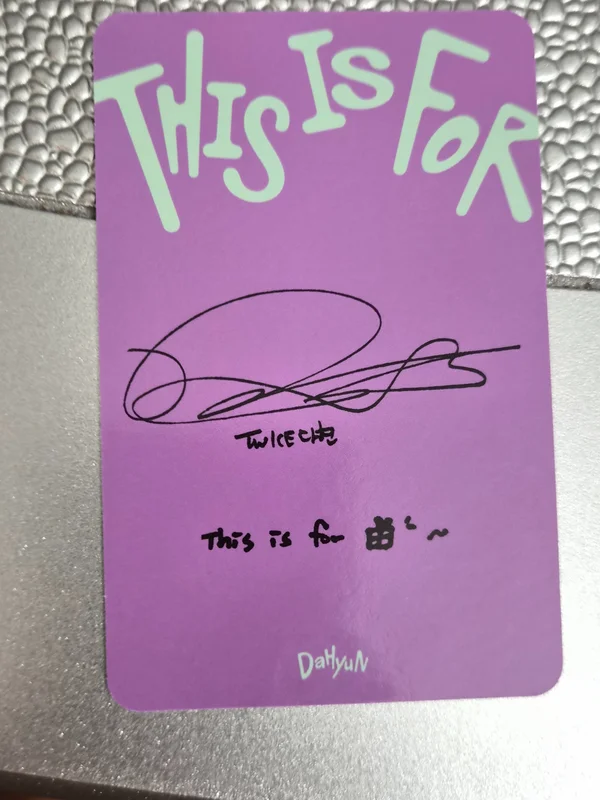 THIS IS FOR
TWICE 다현
This is for
DaHyuN